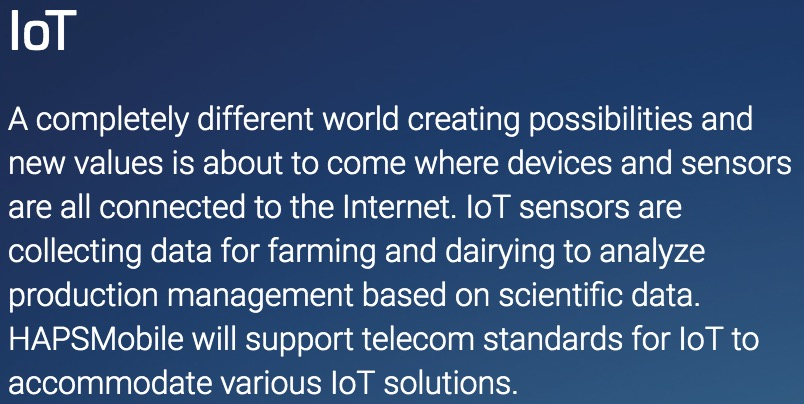 IoT
A completely different world creating possibilities and
new values is about to come where devices and sensors
are all connected to the Internet. IoT sensors are
collecting data for farming and dairying to analyze
production management based on scientific data.
HAPSMobile will support telecom standards for IoT to
accommodate various IoT solutions.